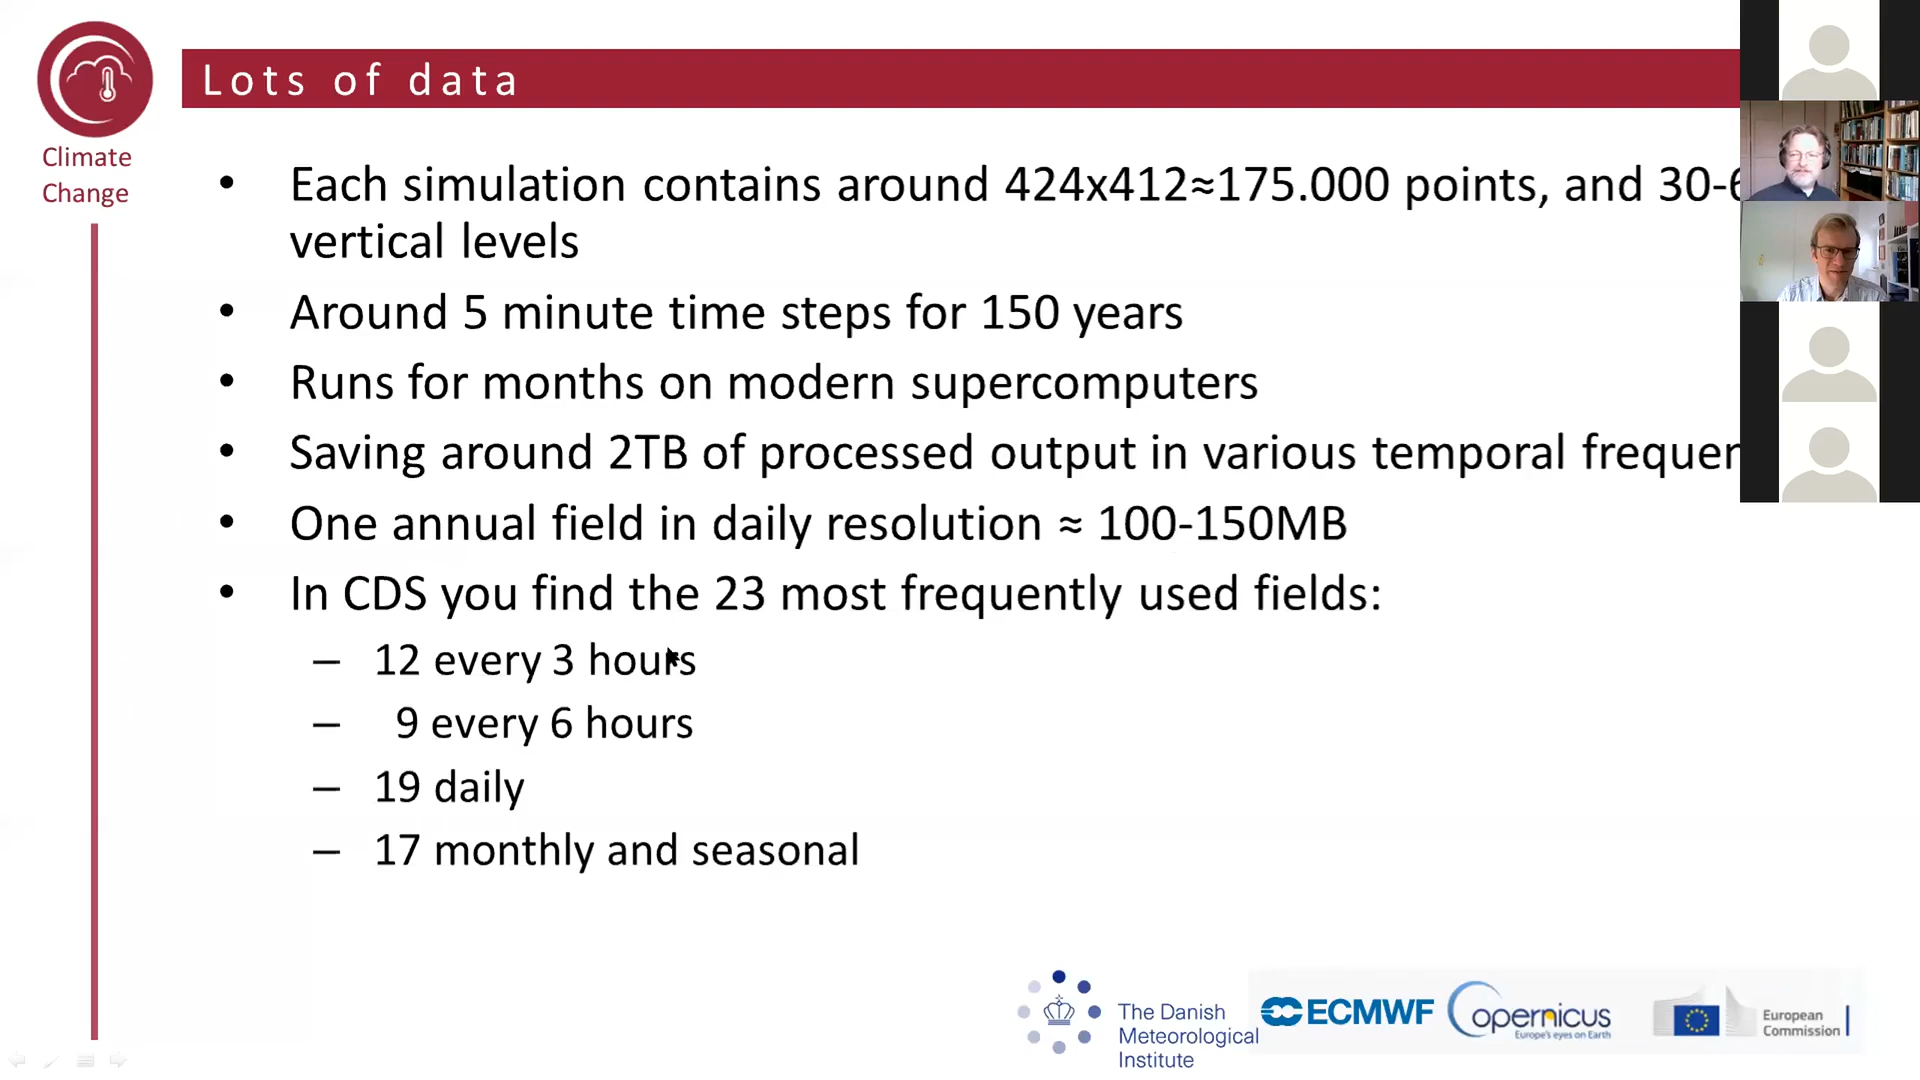 Lots of data
Climate
Change
• Each simulation contains around 424x412≈175.000 points, and 30-
vertical levels
• Around 5 minute time steps for 150 years
• Runs for months on modern supercomputers
• Saving around 2TB of processed output in various temporal
• One annual field in daily resolution ≈ 100-150MB
• In CDS you find the 23 most frequently used fields:
– 12 every 3 hours
– 9 every 6 hours
– 19 daily
– 17 monthly and seasonal
The Danish
Meteorological
Institute
ECMWF
Copernicus
Europe's eyes on Earth
European
Commission